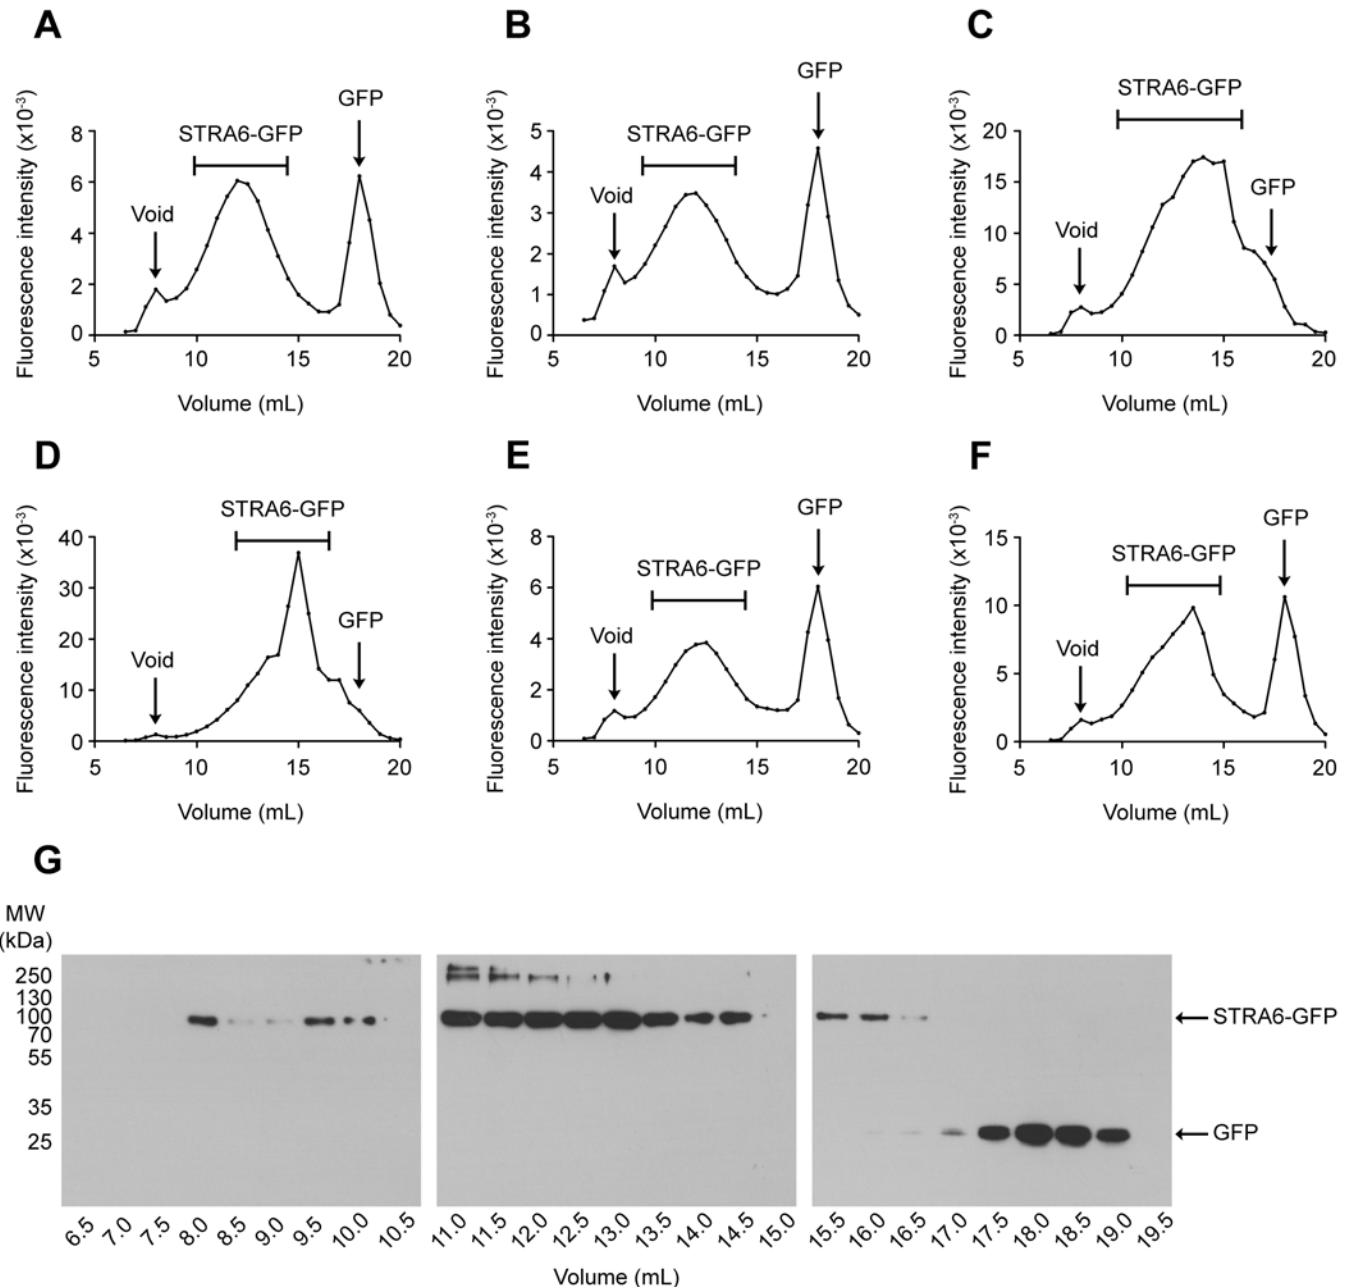 A
Fluorescence intensity (x10-3)
8
6
4
2
0
STRA6-GFP
Void
GFP
5 10 15 20
Volume (mL)
B
Fluorescence intensity (x10-3)
5
4
3
2
1
0
STRA6-GFP
Void
GFP
5 10 15 20
Volume (mL)
C
Fluorescence intensity (x10-3)
20
15
10
5
0
STRA6-GFP
Void
GFP
5 10 15 20
Volume (mL)
D
Fluorescence intensity (x10-3)
40
30
20
10
0
STRA6-GFP
Void
GFP
5 10 15 20
Volume (mL)
E
Fluorescence intensity (x10-3)
8
6
4
2
0
STRA6-GFP
Void
GFP
5 10 15 20
Volume (mL)
F
Fluorescence intensity (x10-3)
15
10
5
0
STRA6-GFP
Void
GFP
5 10 15 20
Volume (mL)
G
MW
(kDa)
250
130
100
70
55
35
25
STRA6-GFP
GFP
6.5 7.0 7.5 8.0 8.5 9.0 9.5 10.0 10.5 11.0 11.5 12.0 12.5 13.0 13.5 14.0 14.5 15.0 15.5 16.0 16.5 17.0 17.5 18.0 18.5 19.0 19.5
Volume (mL)